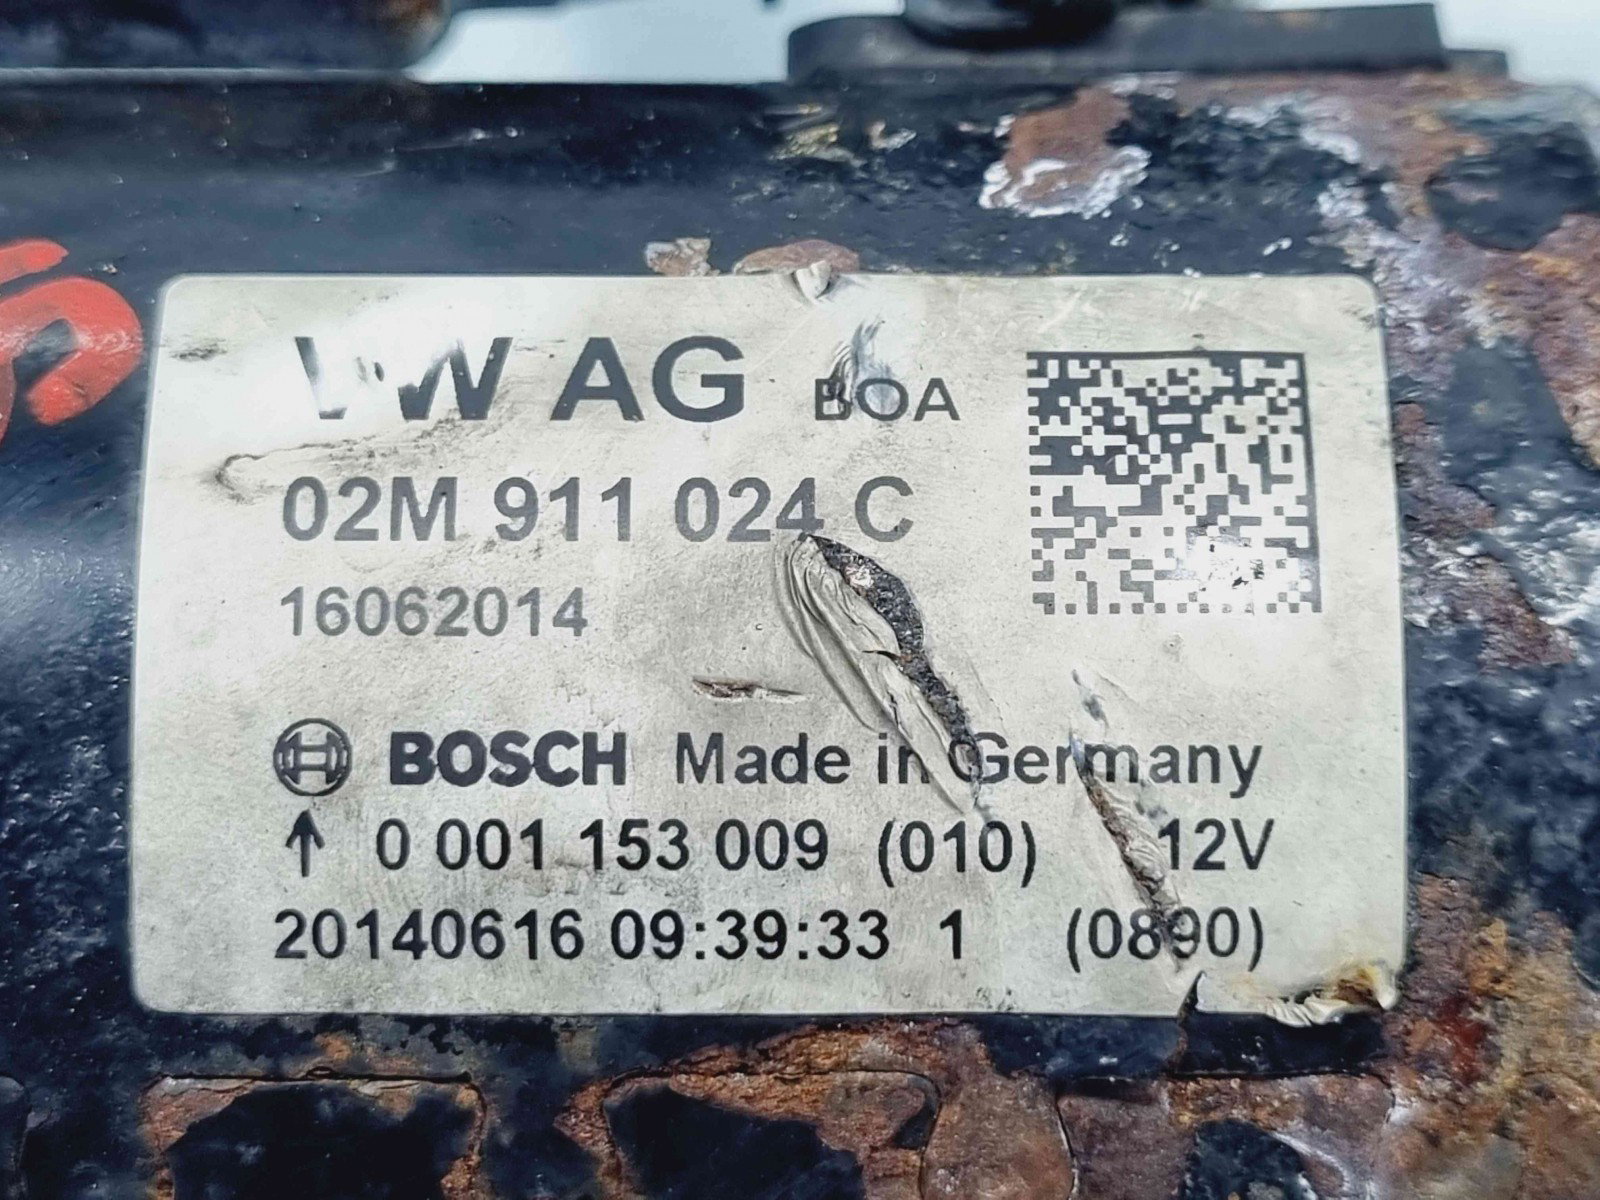 VW AG BOA
02M 911 024 C
16062014
BOSCH Made in Germany
↑ 0 001 153 009 (010) 12V
20140616 09:39:33 1 (0890)